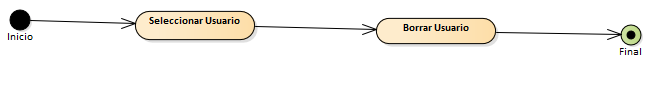 Inicio
Seleccionar Usuario
Borrar Usuario
Final